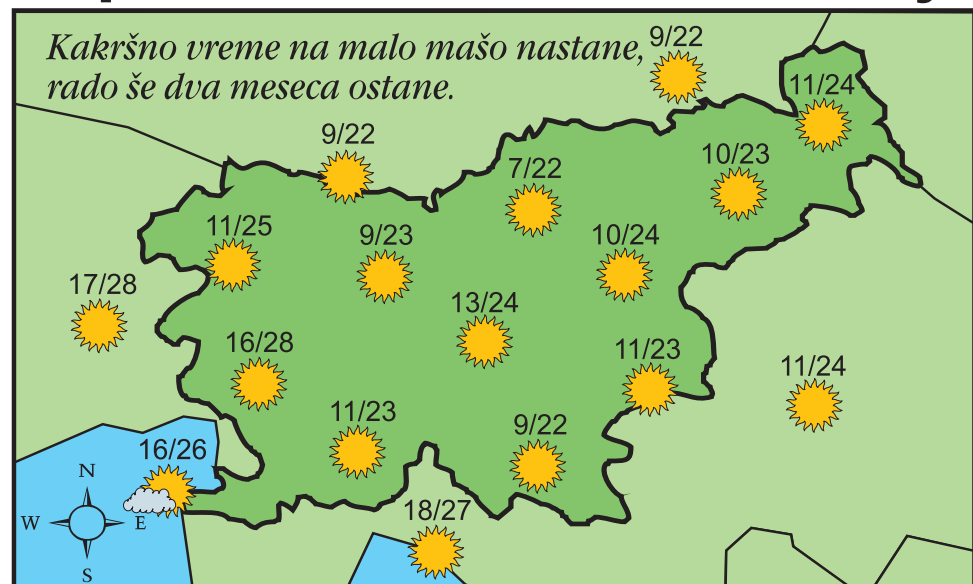 Kakršno vreme na malo mašo nastane,
rado še dva meseca ostane.
9/22
11/24
9/22
10/23
7/22
11/25
9/23
10/24
17/28
13/24
16/28
11/23
11/24
11/23
9/22
16/26
N
W
E
S
18/27